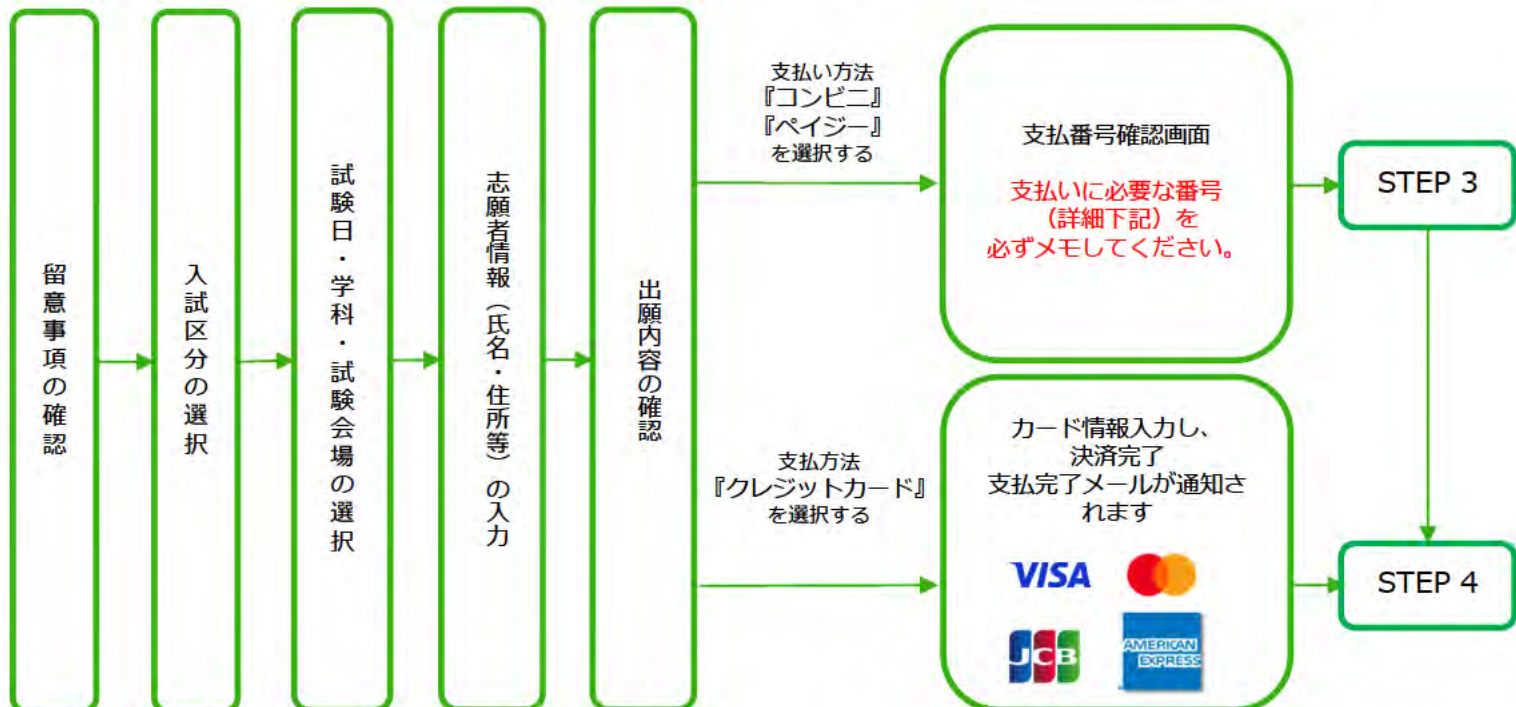 留意事項の確認
入試区分の選択
試験日・学科・試験会場の選択
志願者情報（氏名・住所等）の入力
出願内容の確認
支払い方法
『コンビニ』
『ペイジー』
を選択する
支払番号確認画面
支払いに必要な番号
（詳細下記）を
必ずメモしてください。
STEP 3
支払方法
『クレジットカード』
を選択する
カード情報入力し、
決済完了
支払完了メールが通知さ
れます
VISA
JCB
AMERICAN
EXPRESS
STEP 4